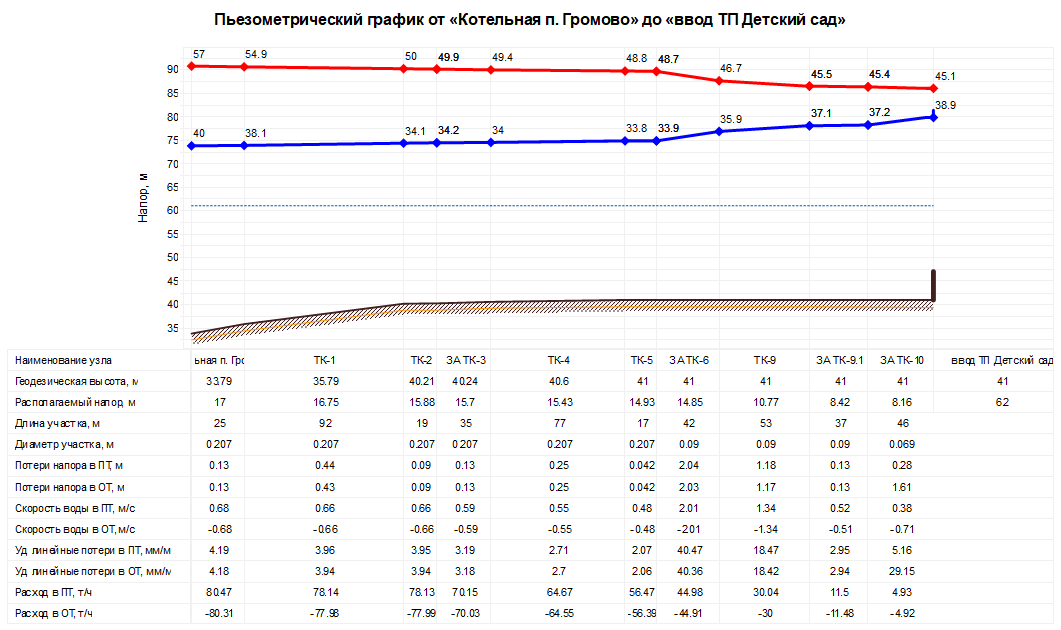 Пьезометрический график от «Котельная п. Громово» до «ввод ТП Детский сад»
57 54.9 50 49.9 49.4 48.8 48.7 46.7 45.5 45.4 45.1
40 38.1 34.1 34.2 34 33.8 33.9 35.9 37.1 37.2 38.9
Напор, м
90
85
80
75
70
65
60
55
50
45
40
35
Наименование узла ьная п. Гро ТК-1 ТК-2 ЗА ТК-3 ТК-4 ТК-5 ЗА ТК-6 ТК-9 ЗА ТК-9.1 ЗА ТК-10 ввод ТП Детский сад
Геодезическая высота, м 33.79 35.79 40.21 40.24 40.6 41 41 41 41 41 41
Располагаемый напор, м 17 16.75 15.88 15.7 15.43 14.93 14.85 10.77 8.42 8.16 62
Длина участка, м 25 92 19 35 77 17 42 53 37 46
Диаметр участка, м 0.207 0.207 0.207 0.207 0.207 0.207 0.09 0.09 0.09 0.069
Потери напора в ПТ, м 0.13 0.44 0.09 0.13 0.25 0.042 2.04 1.18 0.13 0.28
Потери напора в ОТ, м 0.13 0.43 0.09 0.13 0.25 0.042 2.03 1.17 0.13 1.61
Скорость воды в ПТ, м/с 0.68 0.66 0.66 0.59 0.55 0.48 2.01 1.34 0.52 0.38
Скорость воды в ОТ, м/с -0.68 -0.66 -0.66 -0.59 -0.55 -0.48 -2.01 -1.34 -0.51 -0.71
Уд линейные потери в ПТ, мм/м 4.19 3.96 3.95 3.19 2.71 2.07 40.47 18.47 2.95 5.16
Уд линейные потери в ОТ, мм/м 4.18 3.94 3.94 3.18 2.7 2.06 40.36 18.42 2.94 29.15
Расход в ПТ, т/ч 80.47 78.14 78.13 70.15 64.67 56.47 44.98 30.04 11.5 4.93
Расход в ОТ, т/ч -80.31 -77.98 -77.99 -70.03 -64.55 -56.39 -44.91 -30 -11.48 -4.92